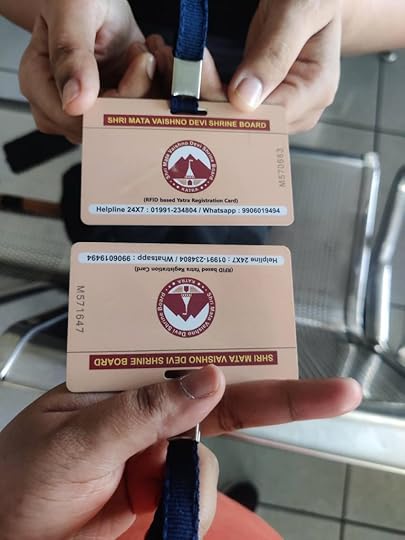 SHRI MATA VAISHNO DEVI SHRINE BOARD
Shri Mata Vaishno Devi Shrine Board
KATRA
M570663
(RFID based Yatra Registration Card)
Helpline 24X7 : 01991-234804 / Whatsapp : 9906019494
SHRI MATA VAISHNO DEVI SHRINE BOARD
Shri Mata Vaishno Devi Shrine Board
KATRA
M571647
(RFID based Yatra Registration Card)
Helpline 24X7 : 01991-234804 / Whatsapp : 9906019494